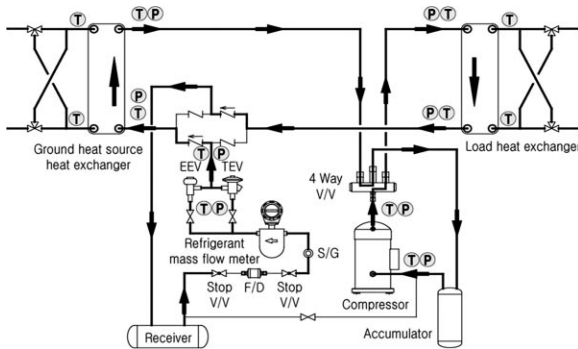 T
T P
P T
T
P
T
T
P T
T
Ground heat source
heat exchanger
Load heat exchanger
EEV
T P
TEV
4 Way
V/V
T P
T P
Refrigerant
mass flow meter
S/G
T P
Stop
V/V
F/D
Stop
V/V
Compressor
Accumulator
Receiver